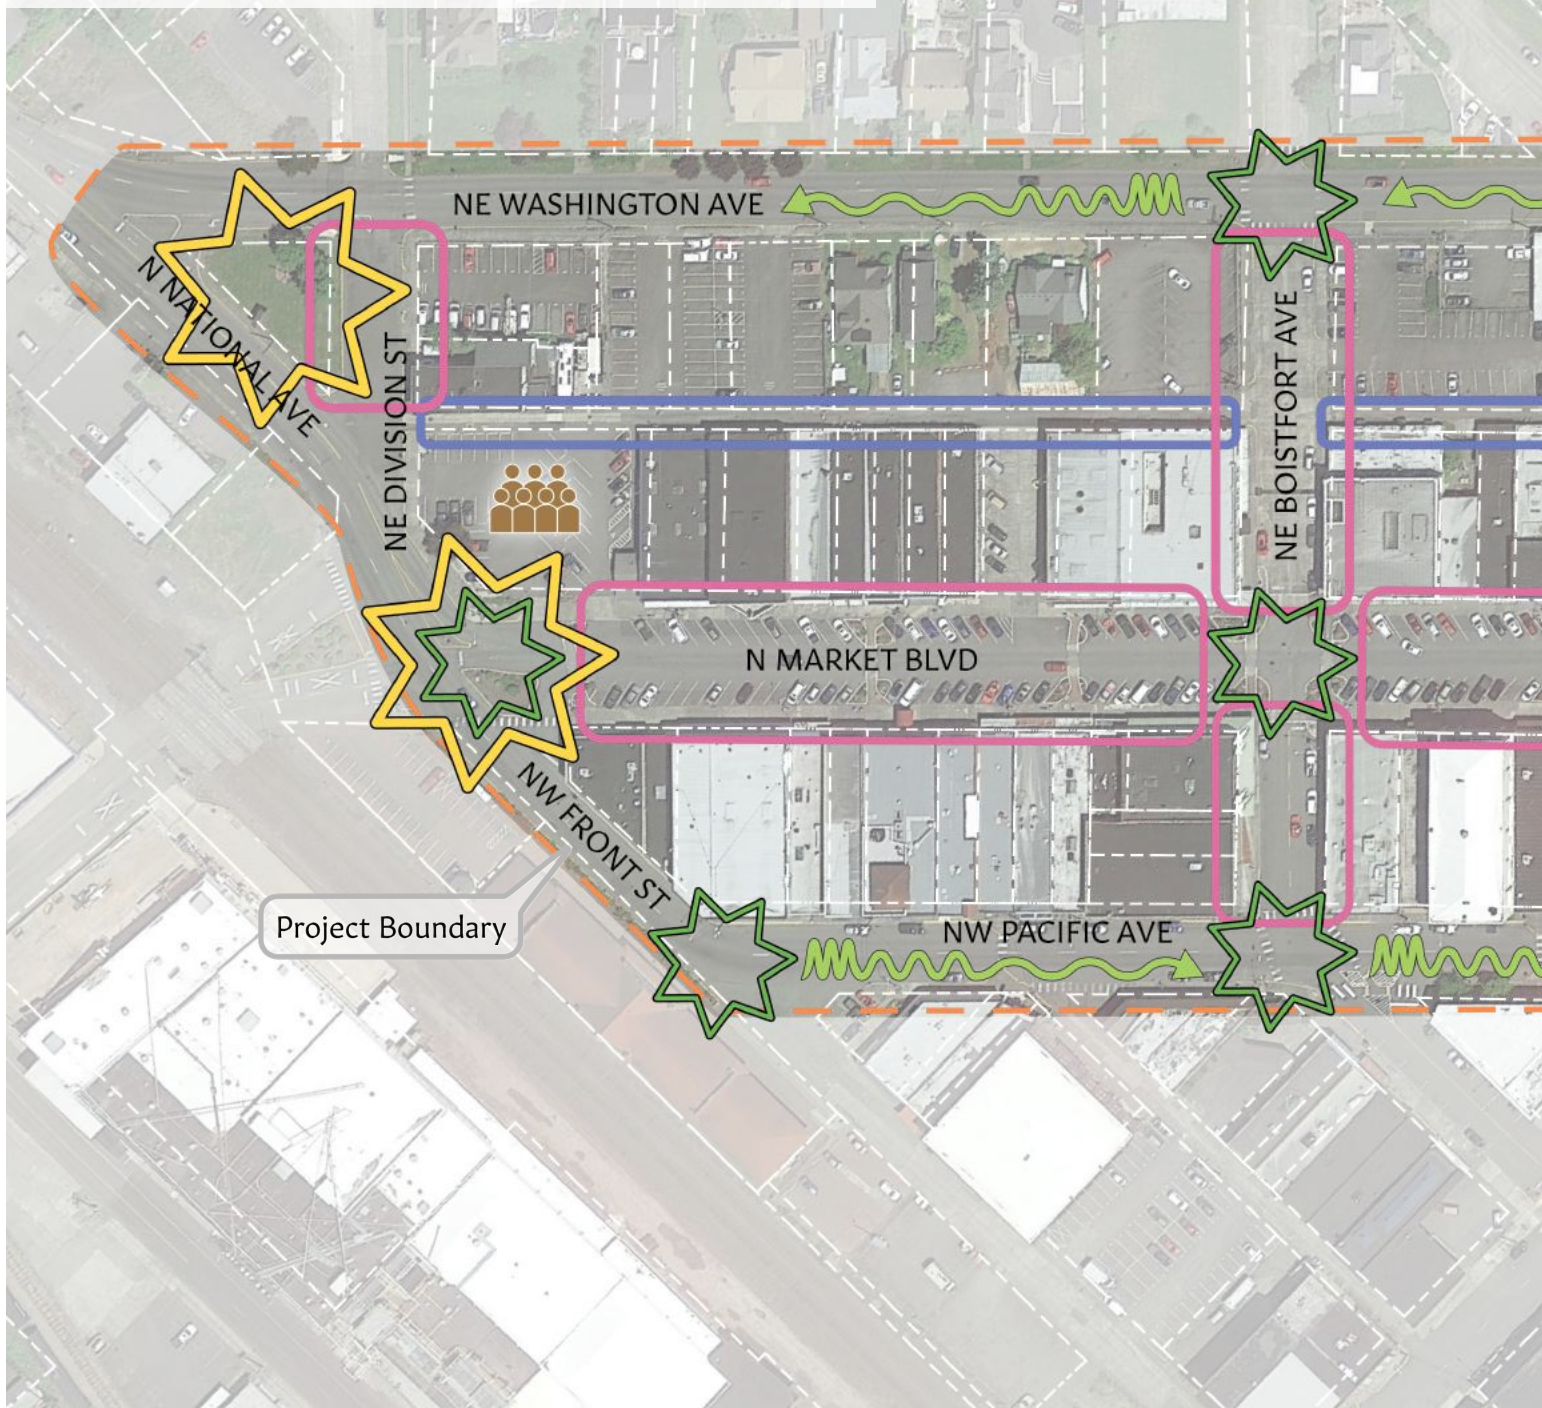 NE WASHINGTON AVE
N NATIONAL AVE
NE DIVISION ST
NE BOISTFORT AVE
N MARKET BLVD
NW FRONT ST
Project Boundary
NW PACIFIC AVE